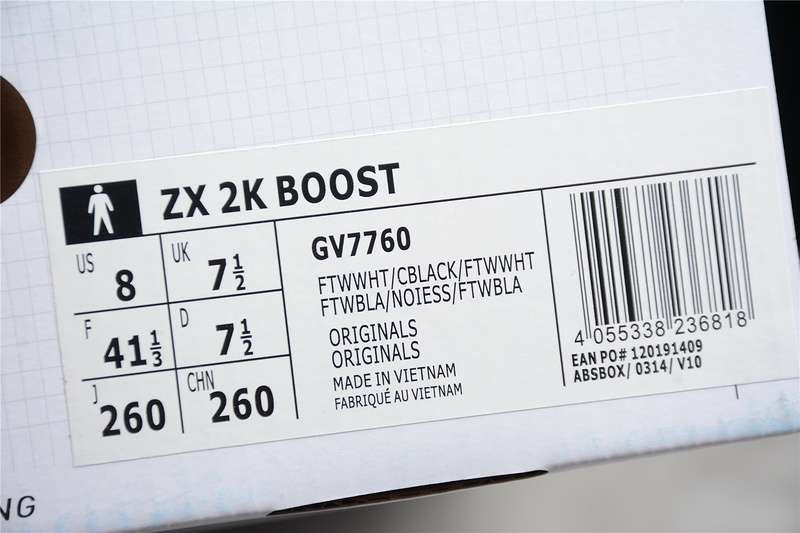 ZX 2K BOOST
US 8 UK 7 1/2
F 41 1/3 D 7 1/2
J 260 CHN 260
GV7760
FTWWHT/CBLACK/FTWWHT
FTWBLA/NOIESS/FTWBLA
ORIGINALS
ORIGINALS
MADE IN VIETNAM
FABRIQUÉ AU VIETNAM
4 055338 236818
EAN PO# 120191409
ABSBOX/ 0314/ V10
NG